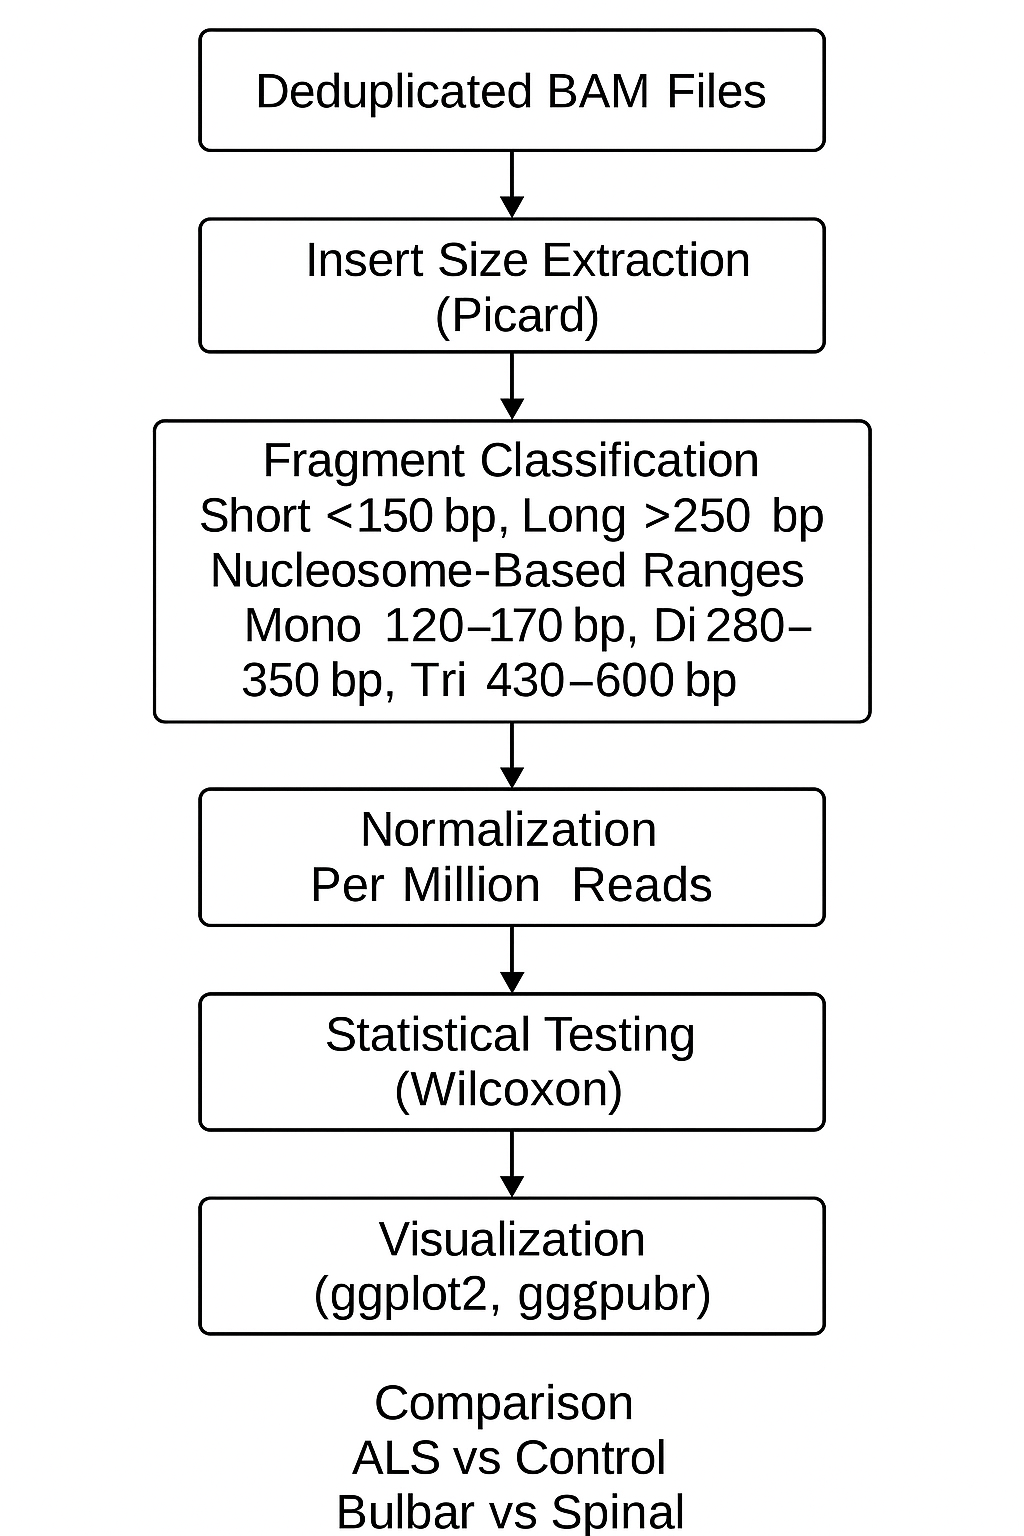 Deduplicated BAM Files
Insert Size Extraction
(Picard)
Fragment Classification
Short <150 bp, Long >250 bp
Nucleosome-Based Ranges
Mono 120–170 bp, Di 280–
350 bp, Tri 430–600 bp
Normalization
Per Million Reads
Statistical Testing
(Wilcoxon)
Visualization
(ggplot2, gggpubr)
Comparison
ALS vs Control
Bulbar vs Spinal